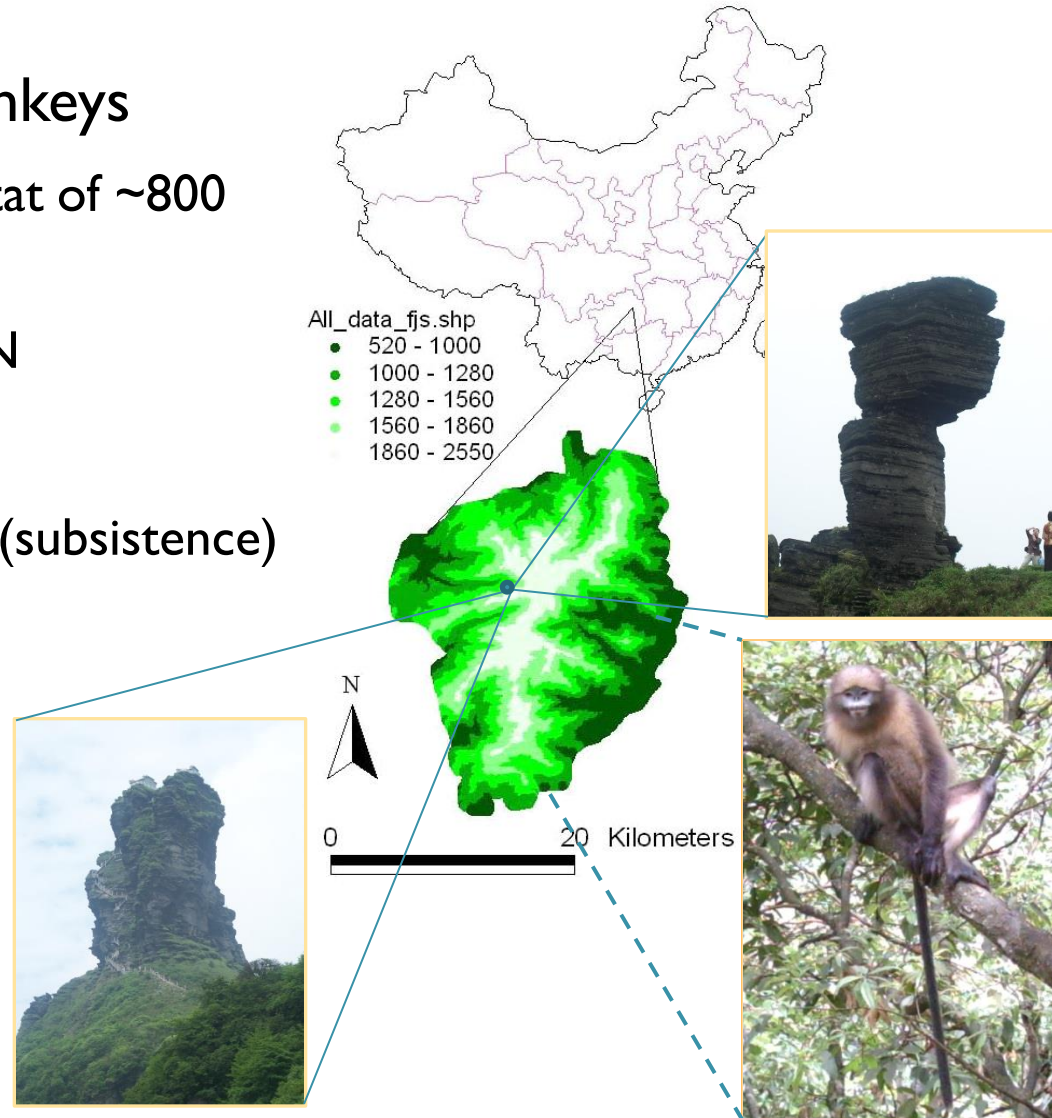 nkeys
tat of ~800
N
(subsistence)
All_data_fjs.shp
520 - 1000
1000 - 1280
1280 - 1560
1560 - 1860
1860 - 2550
N
0 20 Kilometers